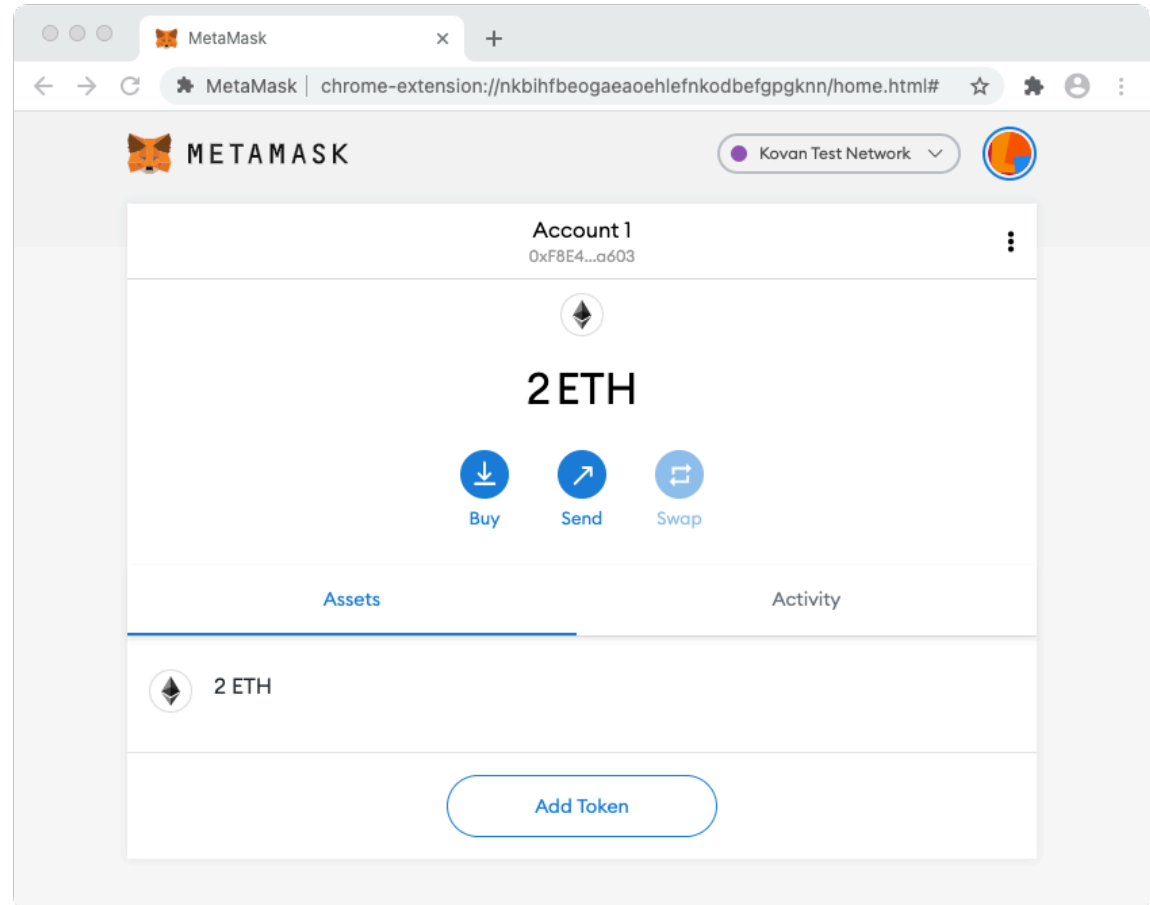 MetaMask
MetaMask chrome-extension://nkbihfbeogaeaoehlefnkodbefgpgknn/home.html#
METAMASK Kovan Test Network
Account 1
0xF8E4...a603
2 ETH
Buy Send Swap
Assets Activity
2 ETH
Add Token